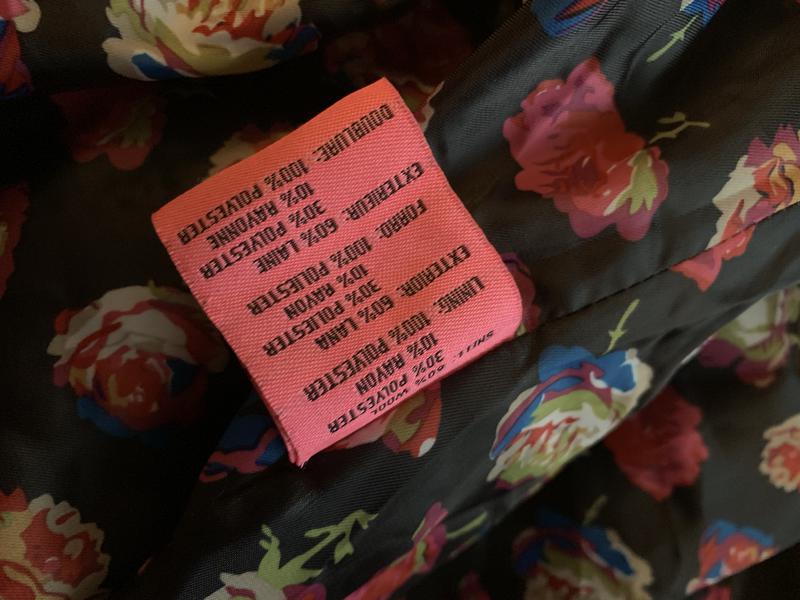 SHELL: 60% WOOL
30% POLYESTER
10% RAYON
LINING: 100% POLYESTER
EXTERIOR: 60% LANA
30% POLIESTER
10% RAYON
FORRO: 100% POLIESTER
EXTERIEUR: 60% LAINE
30% POLYESTER
10% RAYONNE
DOUBLURE: 100% POLYESTER